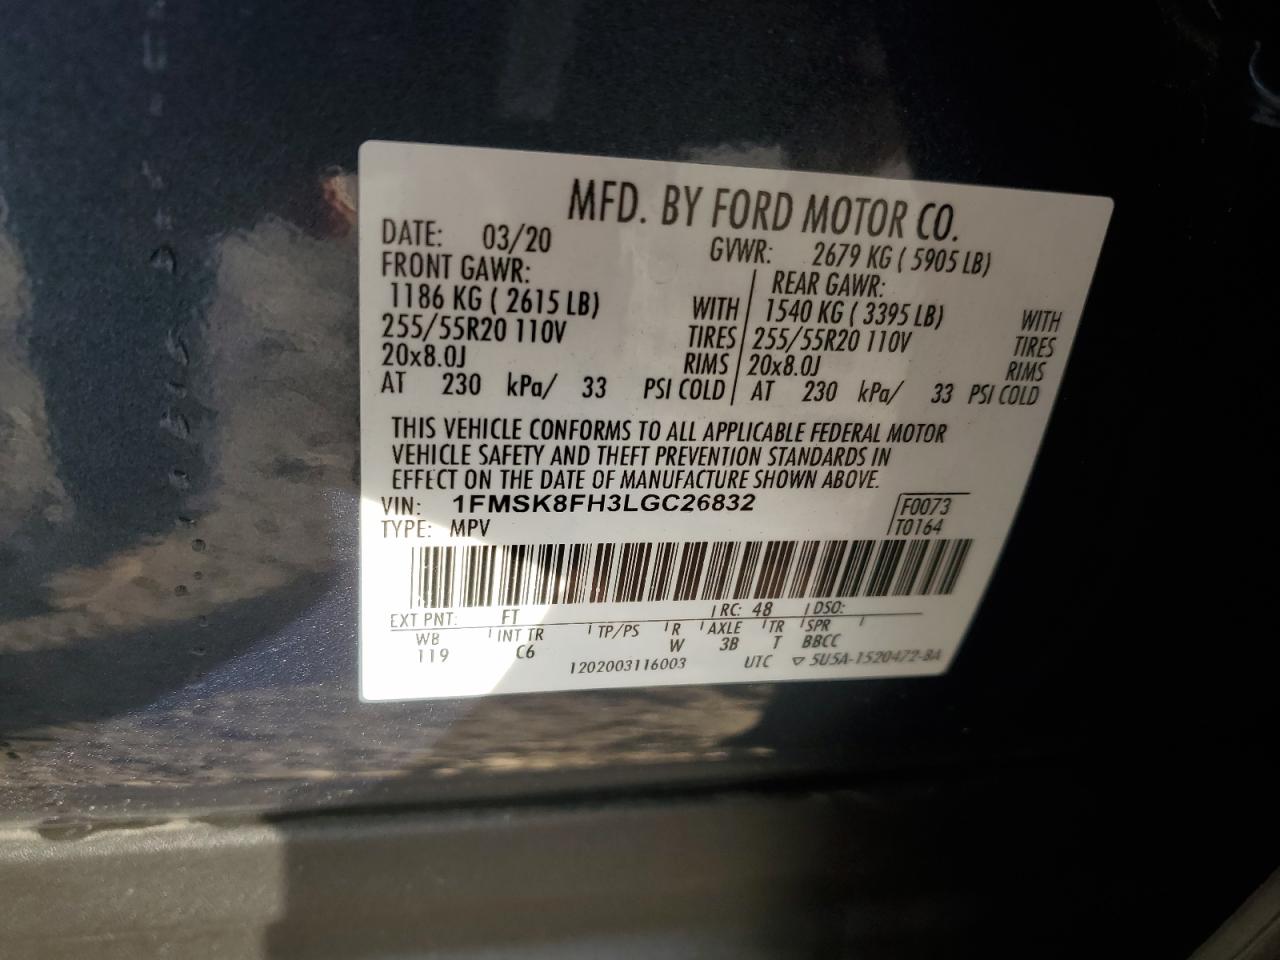 MFD. BY FORD MOTOR CO.
DATE: 03/20 GVWR: 2679 KG ( 5905 LB)
FRONT GAWR: REAR GAWR:
1186 KG ( 2615 LB) WITH 1540 KG ( 3395 LB) WITH
255/55R20 110V TIRES 255/55R20 110V TIRES
20x8.0J RIMS 20x8.0J RIMS
AT 230 kPa/ 33 PSI COLD AT 230 kPa/ 33 PSI COLD
THIS VEHICLE CONFORMS TO ALL APPLICABLE FEDERAL MOTOR
VEHICLE SAFETY AND THEFT PREVENTION STANDARDS IN
EFFECT ON THE DATE OF MANUFACTURE SHOWN ABOVE.
VIN: 1FMSK8FH3LGC26832 F0073
TYPE: MPV T0164
EXT PNT: FT RC: 48 DSO:
WB INT TR TP/PS R AXLE TR SPR
119 C6 W 3B T BBCC
1202003116003 UTC ▽ 5U5A-1520472-BA